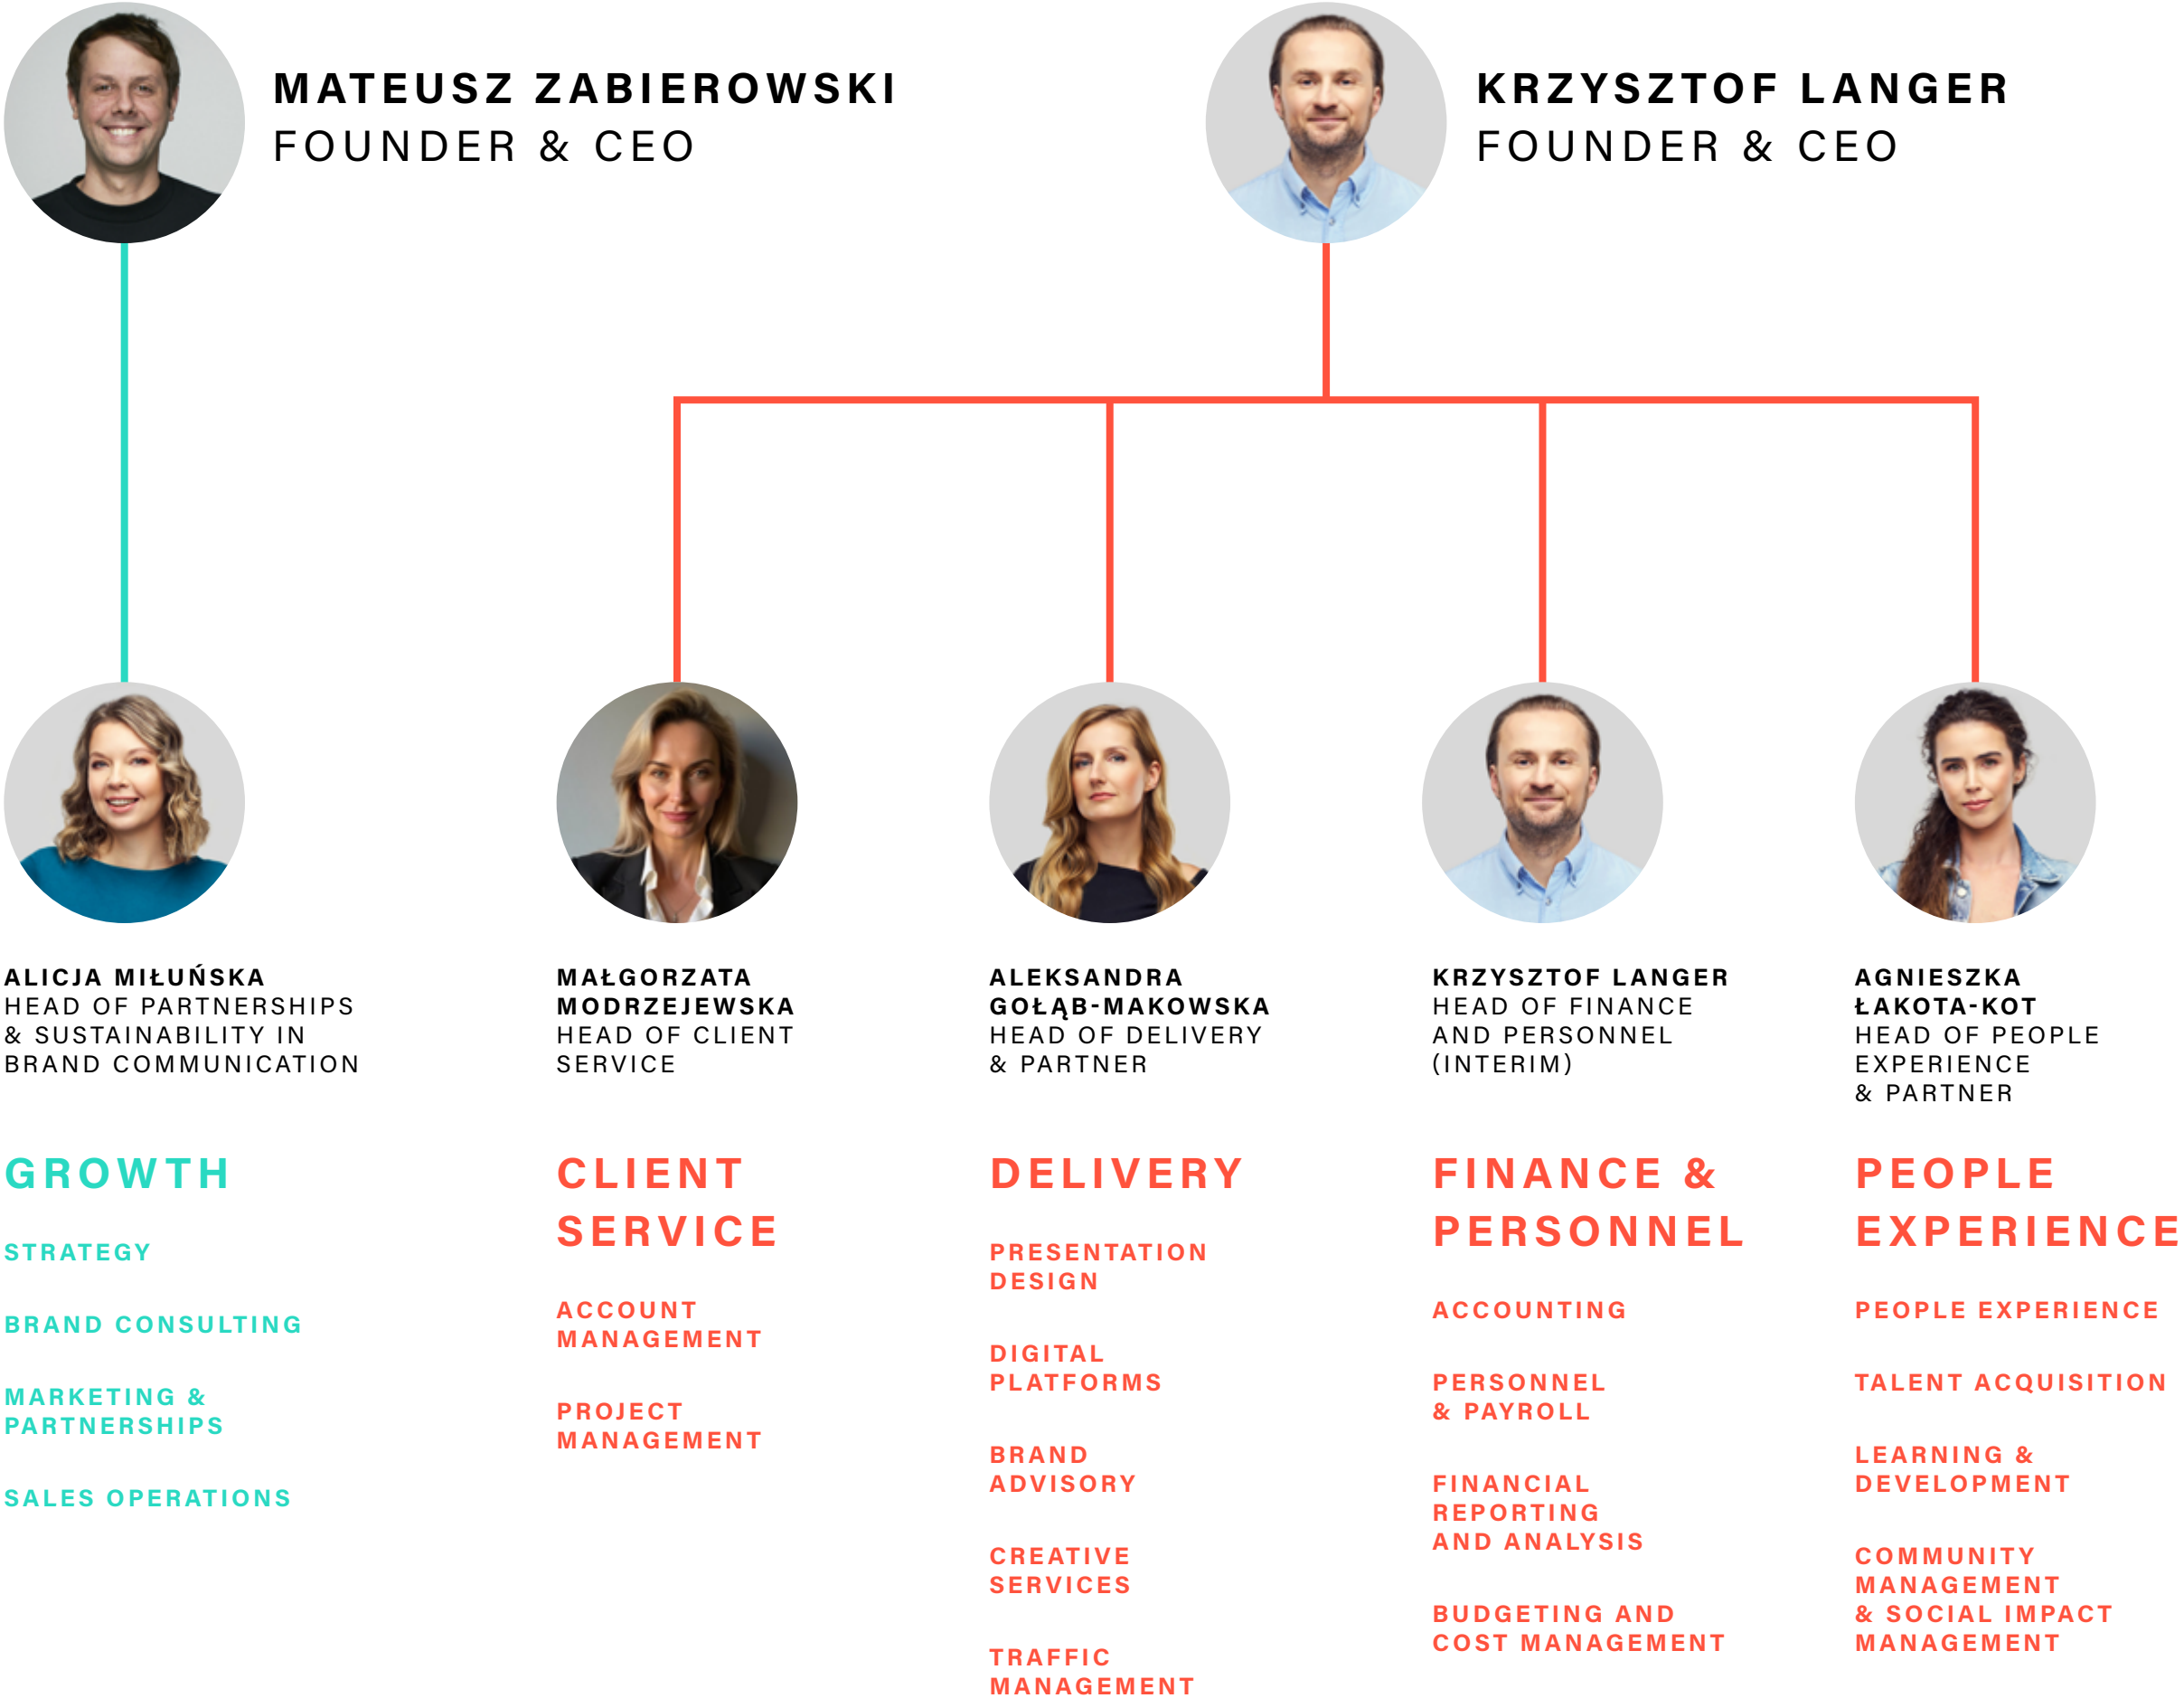 MATEUSZ ZABIEROWSKI
FOUNDER & CEO
KRZYSZTOF LANGER
FOUNDER & CEO
ALICJA MIŁUŃSKA
HEAD OF PARTNERSHIPS
& SUSTAINABILITY IN
BRAND COMMUNICATION
MAŁGORZATA
MODRZEJEWSKA
HEAD OF CLIENT
SERVICE
ALEKSANDRA
GOŁĄB-MAKOWSKA
HEAD OF DELIVERY
& PARTNER
KRZYSZTOF LANGER
HEAD OF FINANCE
AND PERSONNEL
(INTERIM)
AGNIESZKA
ŁAKOTA-KOT
HEAD OF PEOPLE
EXPERIENCE
& PARTNER
GROWTH
STRATEGY
BRAND CONSULTING
MARKETING &
PARTNERSHIPS
SALES OPERATIONS
CLIENT
SERVICE
ACCOUNT
MANAGEMENT
PROJECT
MANAGEMENT
DELIVERY
PRESENTATION
DESIGN
DIGITAL
PLATFORMS
BRAND
ADVISORY
CREATIVE
SERVICES
TRAFFIC
MANAGEMENT
FINANCE &
PERSONNEL
ACCOUNTING
PERSONNEL
& PAYROLL
FINANCIAL
REPORTING
AND ANALYSIS
BUDGETING AND
COST MANAGEMENT
PEOPLE
EXPERIENCE
PEOPLE EXPERIENCE
TALENT ACQUISITION
LEARNING &
DEVELOPMENT
COMMUNITY
MANAGEMENT
& SOCIAL IMPACT
MANAGEMENT